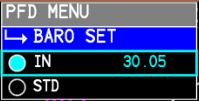 PFD MENU
BARO SET
IN 30.05
STD